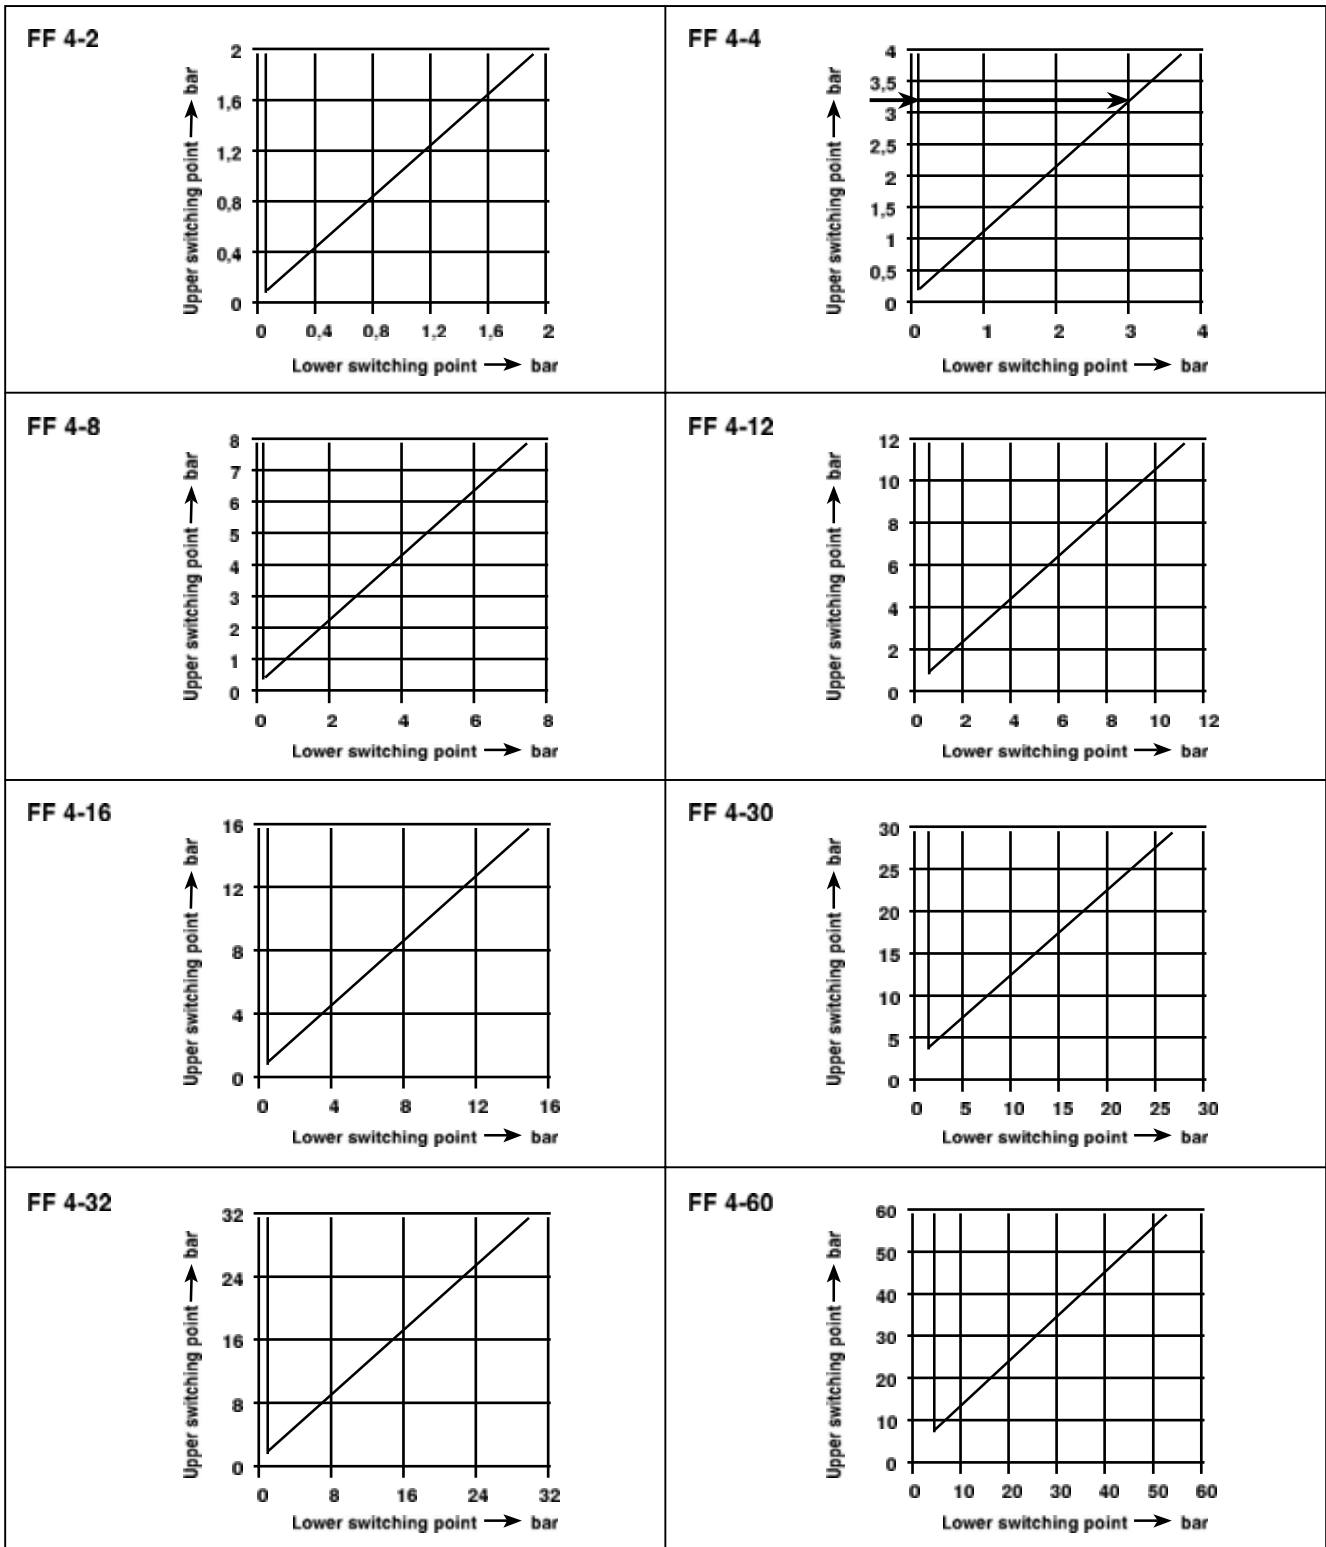 FF 4-2
Upper switching point bar
2
1,6
1,2
0,8
0,4
0
0 0,4 0,8 1,2 1,6 2
Lower switching point bar
FF 4-4
Upper switching point bar
4
3,5
3
2,5
2
1,5
1
0,5
0
0 1 2 3 4
Lower switching point bar
FF 4-8
Upper switching point bar
8
7
6
5
4
3
2
1
0
0 2 4 6 8
Lower switching point bar
FF 4-12
Upper switching point bar
12
10
8
6
4
2
0
0 2 4 6 8 10 12
Lower switching point bar
FF 4-16
Upper switching point bar
16
12
8
4
0
0 4 8 12 16
Lower switching point bar
FF 4-30
Upper switching point bar
30
25
20
15
10
5
0
0 5 10 15 20 25 30
Lower switching point bar
FF 4-32
Upper switching point bar
32
24
16
8
0
0 8 16 24 32
Lower switching point bar
FF 4-60
Upper switching point bar
60
50
40
30
20
10
0
0 10 20 30 40 50 60
Lower switching point bar